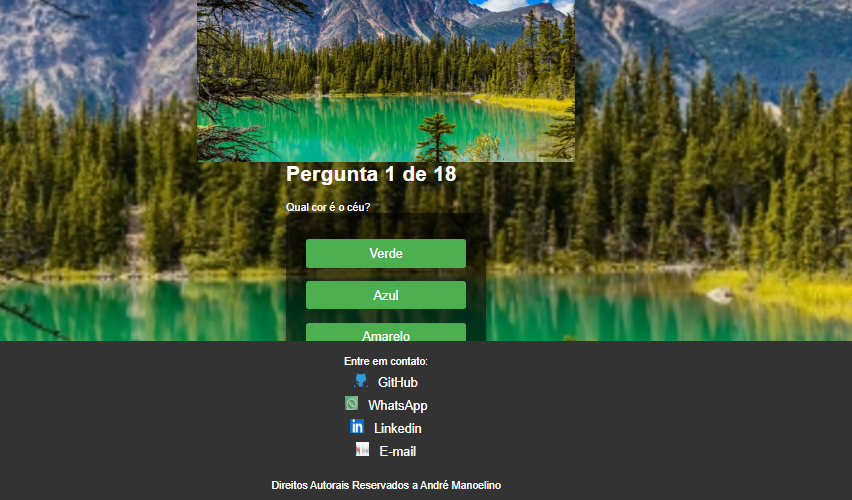 Pergunta 1 de 18
Qual cor é o céu?
Verde
Azul
Amarelo
Entre em contato:
GitHub
WhatsApp
Linkedin
E-mail
Direitos Autorais Reservados a André Manoelino